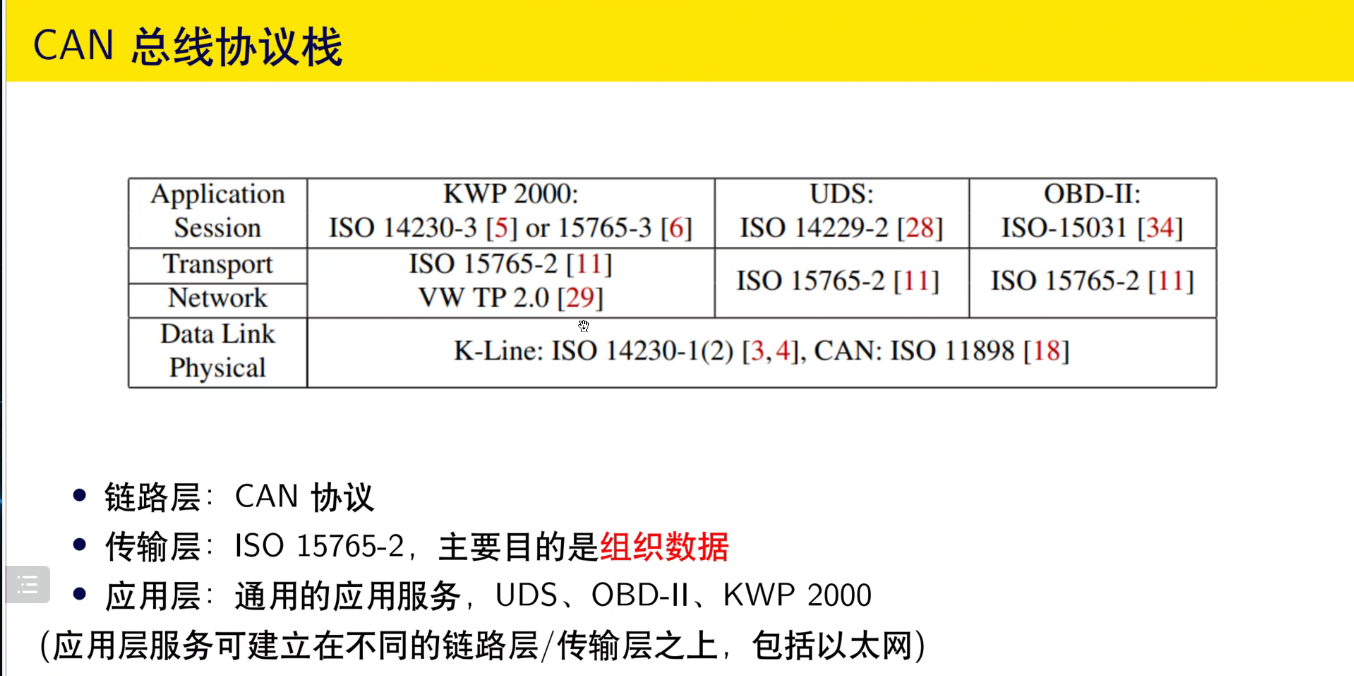 CAN 总线协议栈
Application KWP 2000: UDS: OBD-II:
Session ISO 14230-3 [5] or 15765-3 [6] ISO 14229-2 [28] ISO-15031 [34]
Transport ISO 15765-2 [11] ISO 15765-2 [11] ISO 15765-2 [11]
Network VW TP 2.0 [29]
Data Link
Physical K-Line: ISO 14230-1(2) [3,4], CAN: ISO 11898 [18]
• 链路层：CAN 协议
• 传输层：ISO 15765-2，主要目的是组织数据
• 应用层：通用的应用服务，UDS、OBD-II、KWP 2000
(应用层服务可建立在不同的链路层/传输层之上，包括以太网)